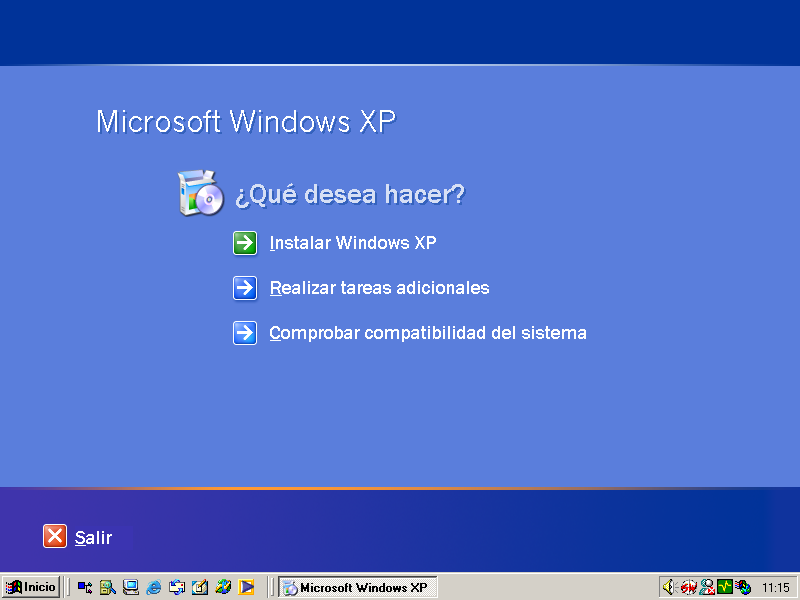 Microsoft Windows XP
¿Qué desea hacer?
Instalar Windows XP
Realizar tareas adicionales
Comprobar compatibilidad del sistema
Salir
Inicio
Microsoft Windows XP
11:15